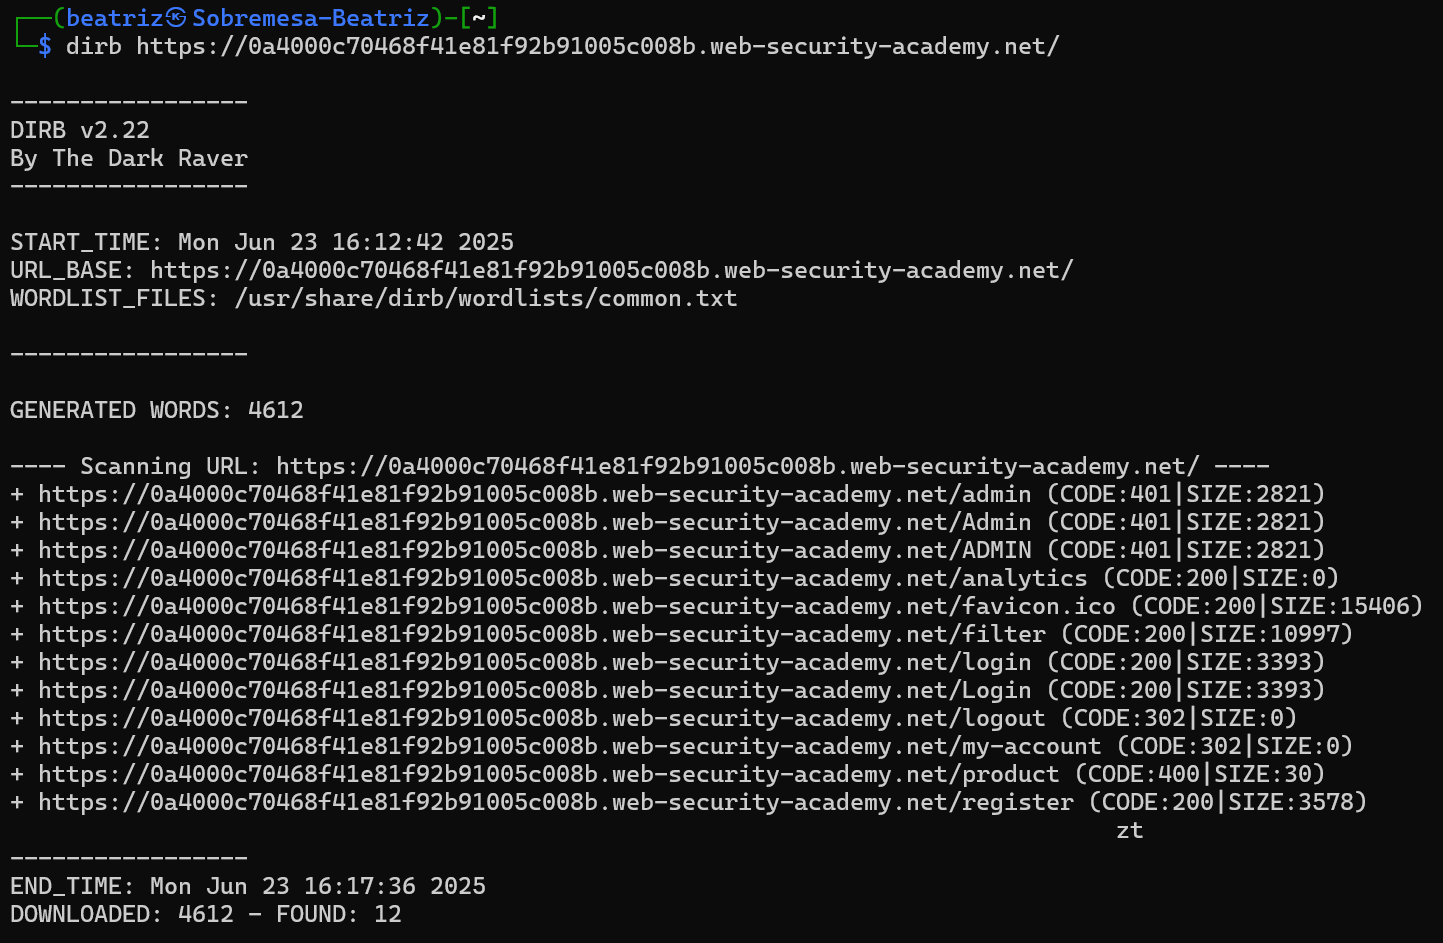 ┌──(beatriz㉿Sobremesa-Beatriz)-[~]
└─$ dirb https://0a4000c70468f41e81f92b91005c008b.web-security-academy.net/
-----------------
DIRB v2.22
By The Dark Raver
-----------------
START_TIME: Mon Jun 23 16:12:42 2025
URL_BASE: https://0a4000c70468f41e81f92b91005c008b.web-security-academy.net/
WORDLIST_FILES: /usr/share/dirb/wordlists/common.txt
-----------------
GENERATED WORDS: 4612
---- Scanning URL: https://0a4000c70468f41e81f92b91005c008b.web-security-academy.net/ ----
+ https://0a4000c70468f41e81f92b91005c008b.web-security-academy.net/admin (CODE:401|SIZE:2821)
+ https://0a4000c70468f41e81f92b91005c008b.web-security-academy.net/Admin (CODE:401|SIZE:2821)
+ https://0a4000c70468f41e81f92b91005c008b.web-security-academy.net/ADMIN (CODE:401|SIZE:2821)
+ https://0a4000c70468f41e81f92b91005c008b.web-security-academy.net/analytics (CODE:200|SIZE:0)
+ https://0a4000c70468f41e81f92b91005c008b.web-security-academy.net/favicon.ico (CODE:200|SIZE:15406)
+ https://0a4000c70468f41e81f92b91005c008b.web-security-academy.net/filter (CODE:200|SIZE:10997)
+ https://0a4000c70468f41e81f92b91005c008b.web-security-academy.net/login (CODE:200|SIZE:3393)
+ https://0a4000c70468f41e81f92b91005c008b.web-security-academy.net/Login (CODE:200|SIZE:3393)
+ https://0a4000c70468f41e81f92b91005c008b.web-security-academy.net/logout (CODE:302|SIZE:0)
+ https://0a4000c70468f41e81f92b91005c008b.web-security-academy.net/my-account (CODE:302|SIZE:0)
+ https://0a4000c70468f41e81f92b91005c008b.web-security-academy.net/product (CODE:400|SIZE:30)
+ https://0a4000c70468f41e81f92b91005c008b.web-security-academy.net/register (CODE:200|SIZE:3578)
zt
-----------------
END_TIME: Mon Jun 23 16:17:36 2025
DOWNLOADED: 4612 - FOUND: 12